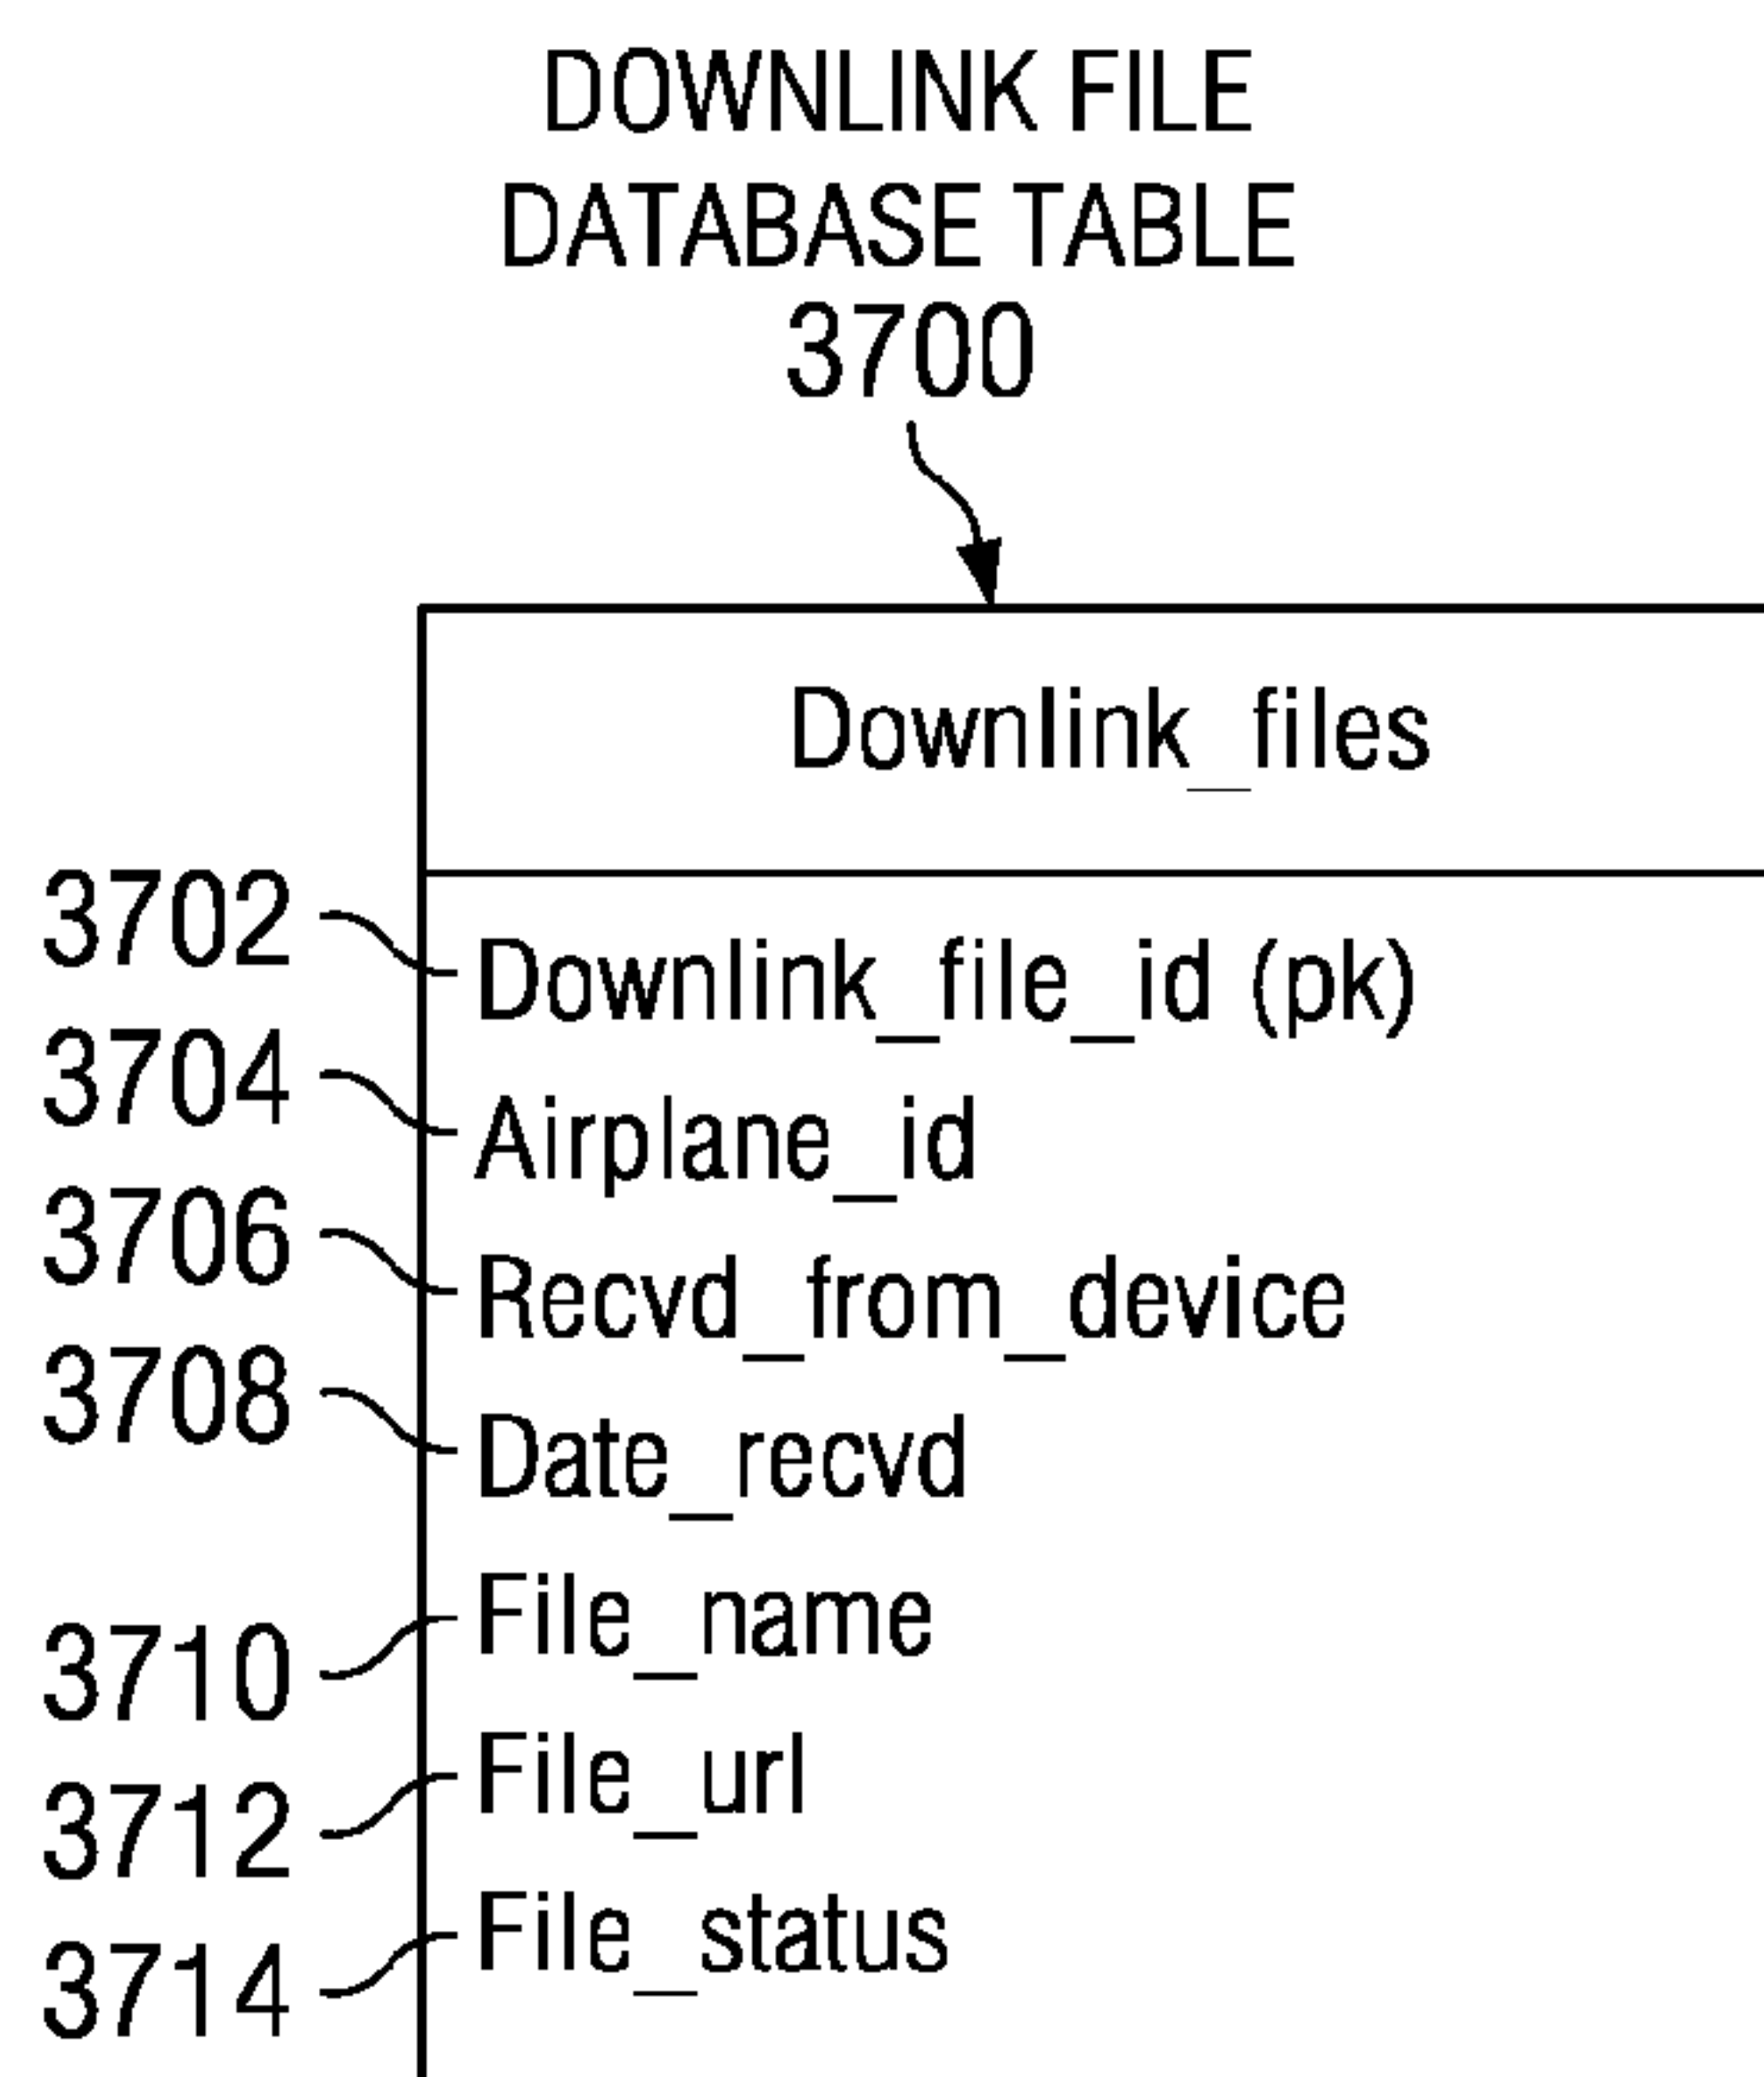 DOWNLINK FILE
DATABASE TABLE
3700
Downlink_files
3702 Downlink_file_id (pk)
3704 Airplane_id
3706 Recvd_from_device
3708 Date_recvd
3710 File_name
3712 File_url
3714 File_status